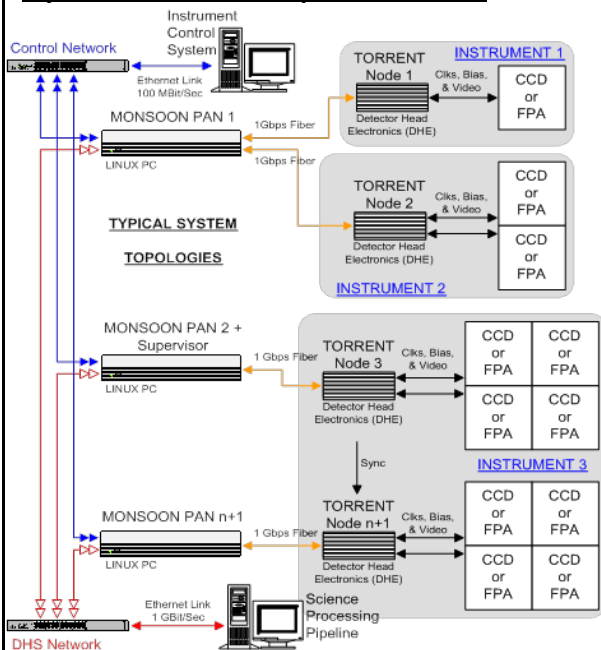 Instrument
Control
System
Control Network
Ethernet Link
100 MBit/Sec
INSTRUMENT 1
TORRENT
Node 1
Clks, Bias,
& Video
CCD
or
FPA
Detector Head
Electronics (DHE)
1Gbps Fiber
MONSOON PAN 1
LINUX PC
1Gbps Fiber
TORRENT
Node 2
Clks, Bias,
& Video
CCD
or
FPA
CCD
or
FPA
Detector Head
Electronics (DHE)
INSTRUMENT 2
TYPICAL SYSTEM
TOPOLOGIES
MONSOON PAN 2 +
Supervisor
LINUX PC
1 Gbps Fiber
TORRENT
Node 3
Clks, Bias,
& Video
Detector Head
Electronics (DHE)
CCD
or
FPA
CCD
or
FPA
CCD
or
FPA
CCD
or
FPA
INSTRUMENT 3
Sync
MONSOON PAN n+1
LINUX PC
1 Gbps Fiber
TORRENT
Node n+1
Clks, Bias,
& Video
Detector Head
Electronics (DHE)
CCD
or
FPA
CCD
or
FPA
CCD
or
FPA
CCD
or
FPA
Ethernet Link
1 GBit/Sec
Science
Processing
Pipeline
DHS Network